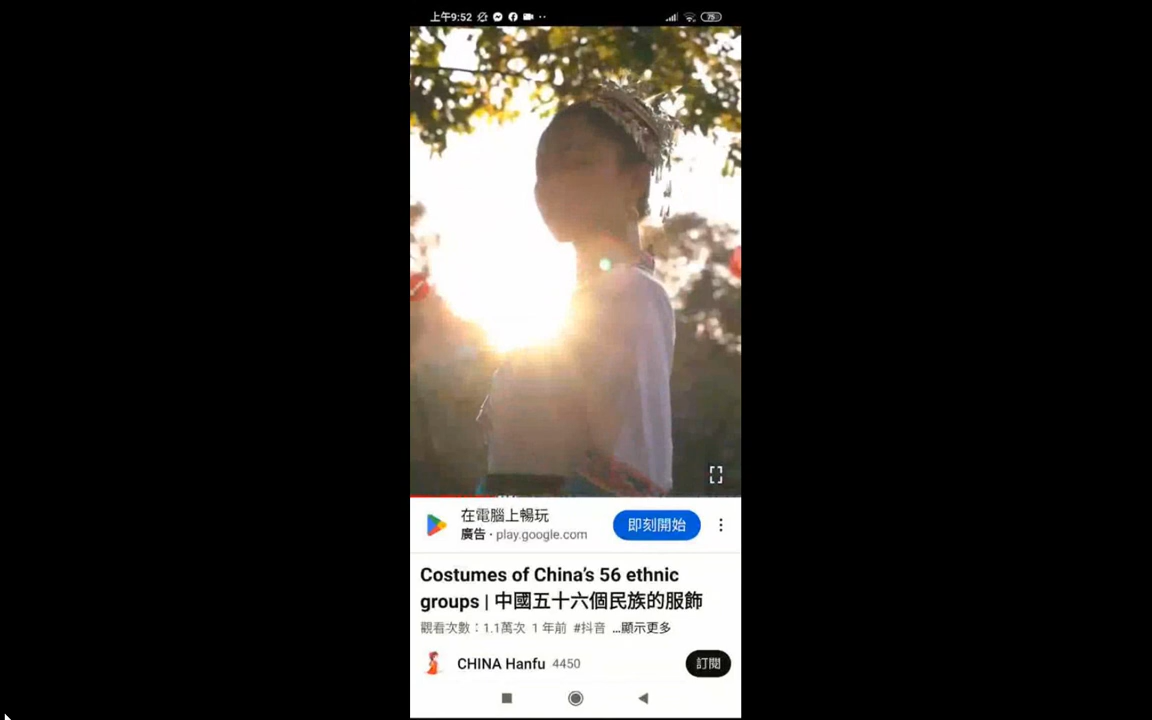 上午9:52
75
在電腦上暢玩
廣告 · play.google.com
即刻開始
Costumes of China's 56 ethnic
groups | 中國五十六個民族的服飾
觀看次數：1.1萬次 1 年前 #抖音 ...顯示更多
CHINA Hanfu 4450
訂閱